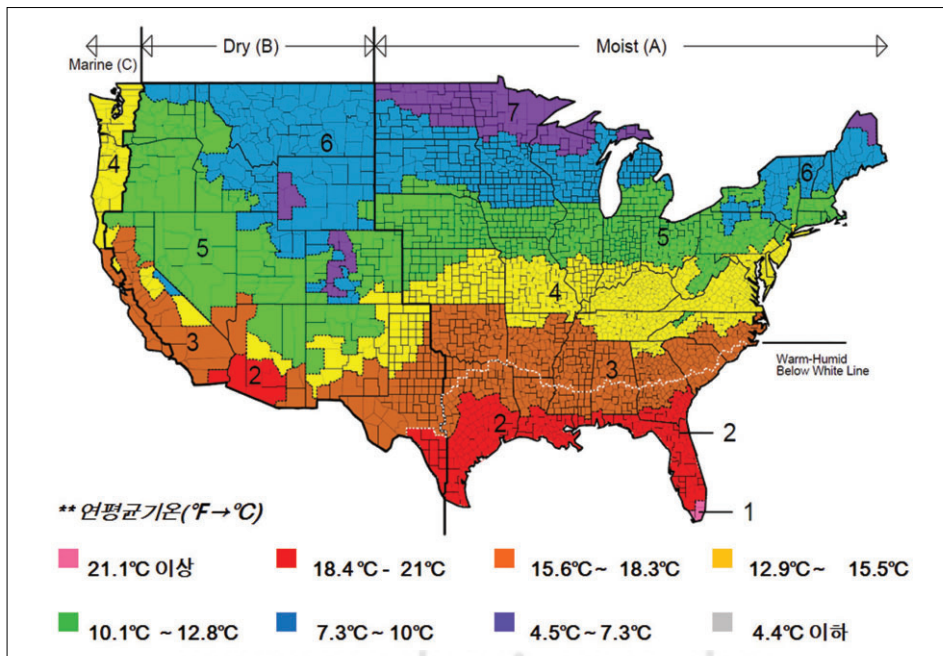 Marine (C)
Dry (B)
Moist (A)
7
6
4
6
5
5
4
3
3
2
Warm-Humid
Below White Line
2
2
1
** 연평균기온(°F→°C)
21.1°C 이상
18.4 °C - 21°C
15.6°C ~ 18.3°C
12.9°C ~ 15.5°C
10.1°C ~ 12.8°C
7.3°C ~ 10°C
4.5°C ~ 7.3°C
4.4°C 이하